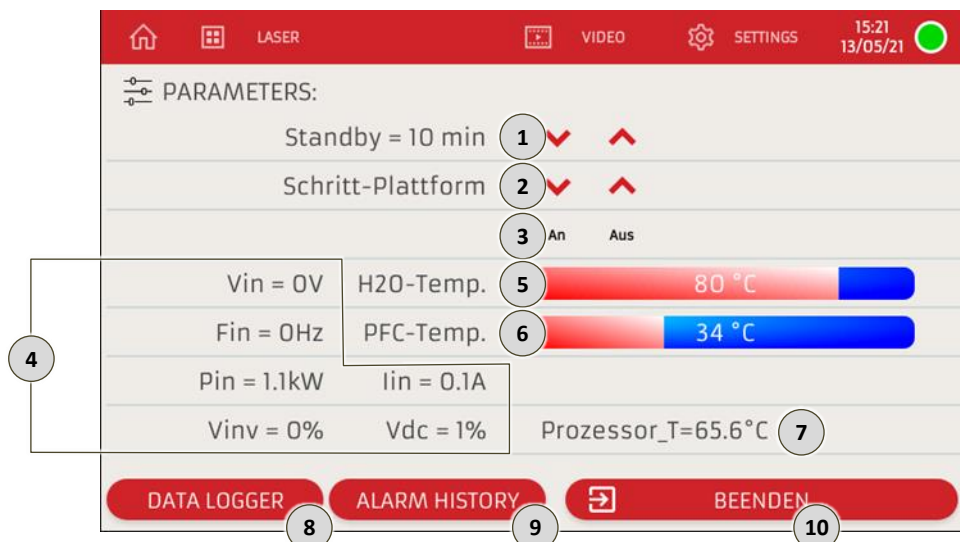 LASER VIDEO SETTINGS 15:21
13/05/21
PARAMETERS:
Standby = 10 min 1
Schritt-Plattform 2
3 An Aus
Vin = 0V H2O-Temp. 5 80 °C
Fin = 0Hz PFC-Temp. 6 34 °C
4
Pin = 1.1kW Iin = 0.1A
Vinv = 0% Vdc = 1% Prozessor_T=65.6°C 7
DATA LOGGER ALARM HISTORY BEENDEN
8 9 10